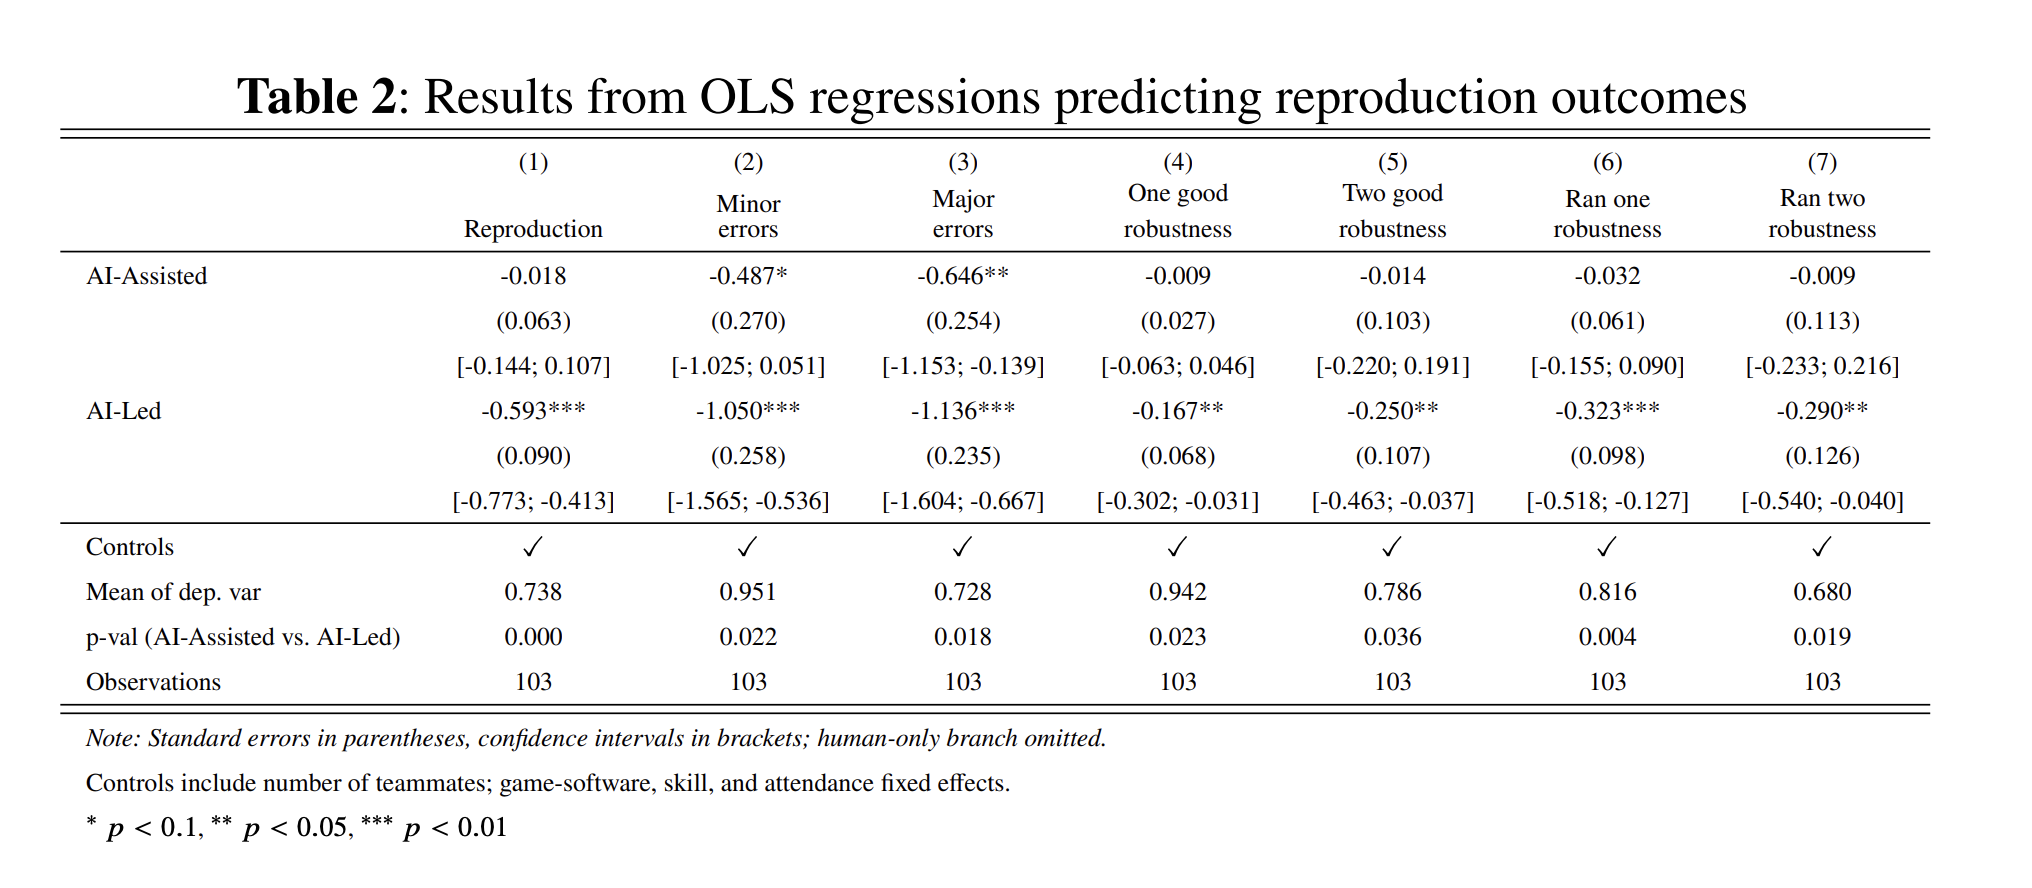 Table 2: Results from OLS regressions predicting reproduction outcomes
(1) (2) (3) (4) (5) (6) (7)
Reproduction Minor errors Major errors One good robustness Two good robustness Ran one robustness Ran two robustness
AI-Assisted -0.018 -0.487* -0.646** -0.009 -0.014 -0.032 -0.009
(0.063) (0.270) (0.254) (0.027) (0.103) (0.061) (0.113)
[-0.144; 0.107] [-1.025; 0.051] [-1.153; -0.139] [-0.063; 0.046] [-0.220; 0.191] [-0.155; 0.090] [-0.233; 0.216]
AI-Led -0.593*** -1.050*** -1.136*** -0.167** -0.250** -0.323*** -0.290**
(0.090) (0.258) (0.235) (0.068) (0.107) (0.098) (0.126)
[-0.773; -0.413] [-1.565; -0.536] [-1.604; -0.667] [-0.302; -0.031] [-0.463; -0.037] [-0.518; -0.127] [-0.540; -0.040]
Controls ✓ ✓ ✓ ✓ ✓ ✓ ✓
Mean of dep. var 0.738 0.951 0.728 0.942 0.786 0.816 0.680
p-val (AI-Assisted vs. AI-Led) 0.000 0.022 0.018 0.023 0.036 0.004 0.019
Observations 103 103 103 103 103 103 103
Note: Standard errors in parentheses, confidence intervals in brackets; human-only branch omitted.
Controls include number of teammates; game-software, skill, and attendance fixed effects.
* p < 0.1, ** p < 0.05, *** p < 0.01